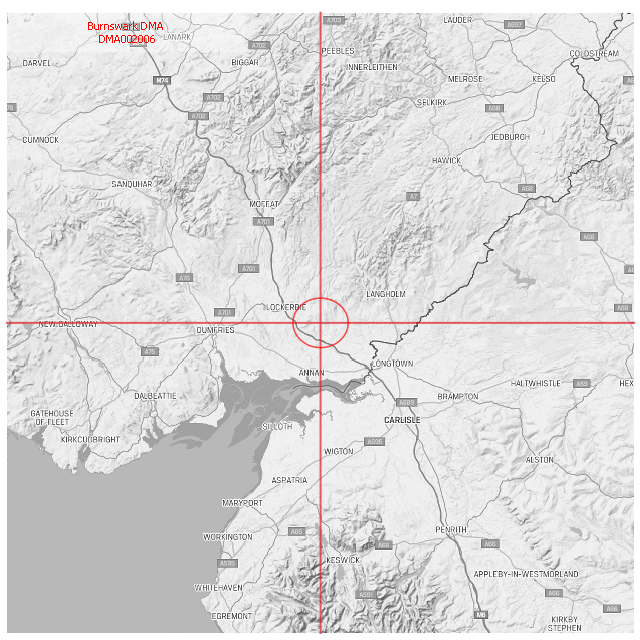 Burnswark DMA
DMA002006
LANARK
A703
LAUDER
A697
A702
PEEBLES
COLDSTREAM
DARVEL
BIGGAR
INNERLEITHEN
M74
MELROSE
KELSO
A702
SELKIRK
A702
A68
CUMNOCK
JEDBURGH
HAWICK
SANQUHAR
A68
A7
MOFFAT
A701
A68
A701
A76
LANGHOLM
LOCKERBIE
A68
A701
NEW GALLOWAY
DUMFRIES
A75
LONGTOWN
ANNAN
HALTWHISTLE
A69
HEX
DALBEATTIE
BRAMPTON
A689
GATEHOUSE
OF FLEET
CARLISLE
SILLOTH
KIRKCUDBRIGHT
A595
WIGTON
ALSTON
ASPATRIA
MARYPORT
PENRITH
A66
WORKINGTON
A66
A66
KESWICK
A595
APPLEBY-IN-WESTMORLAND
WHITEHAVEN
A591
A66
EGREMONT
M6
A66
KIRKBY
STEPHEN